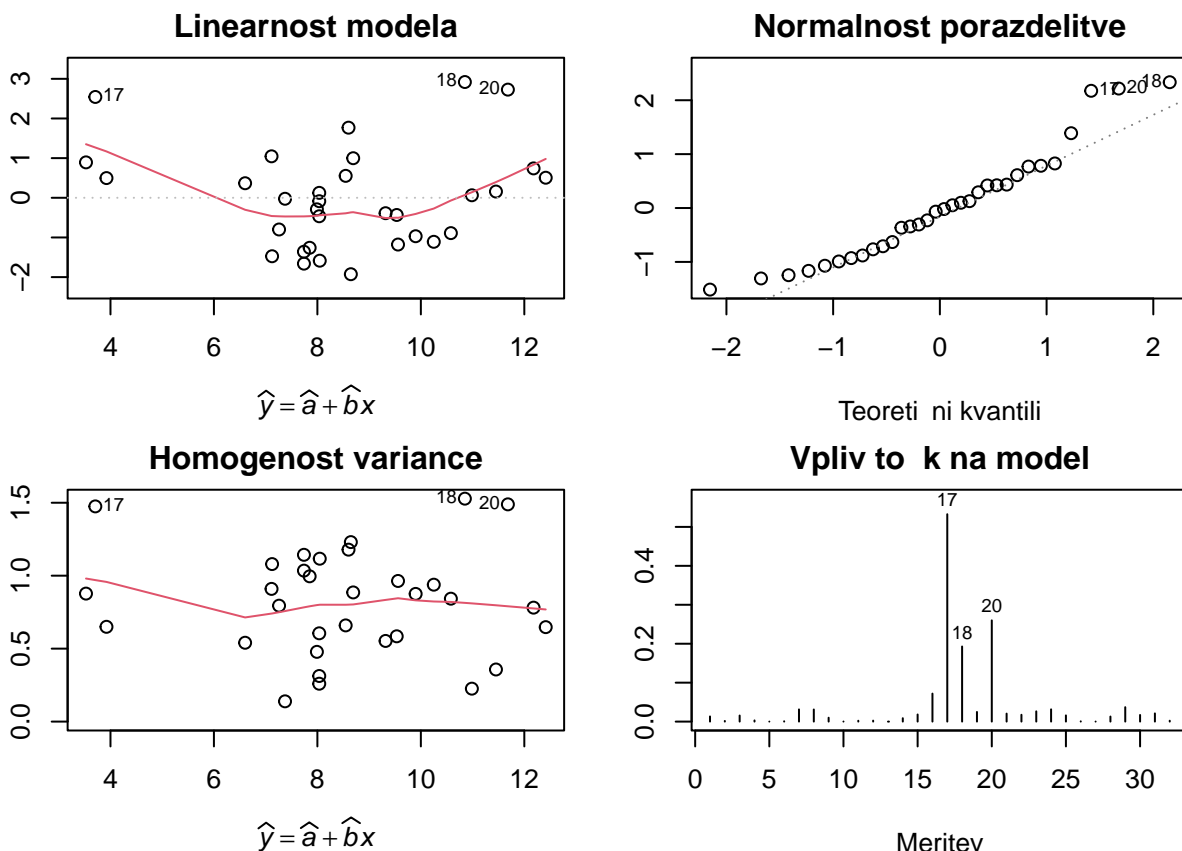 Linearnost modela
3
2
1
0
−2
17
18
20
4 6 8 10 12
ŷ = â + b̂x
Normalnost porazdelitve
2
1
0
−1
17
20
18
−2 −1 0 1 2
Teoreti ni kvantili
Homogenost variance
1.5
1.0
0.5
0.0
17
18
20
4 6 8 10 12
ŷ = â + b̂x
Vpliv to k na model
0.4
0.2
0.0
17
18
20
0 5 10 15 20 25 30
Meritev